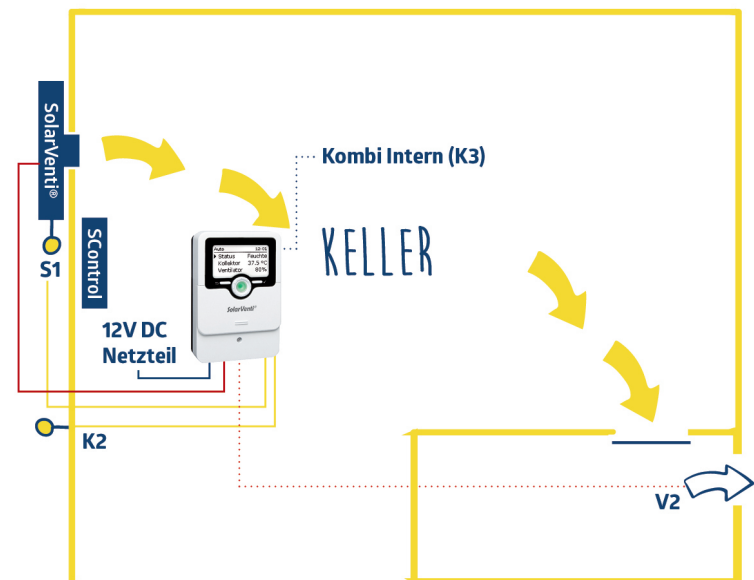 SolarVenti®
SControl
S1
Kombi Intern (K3)
KELLER
Auto 12:01
Status Feuchte
Kollektor 37.5 °C
Ventilator 80%
SolarVenti®
12V DC
Netzteil
K2
V2